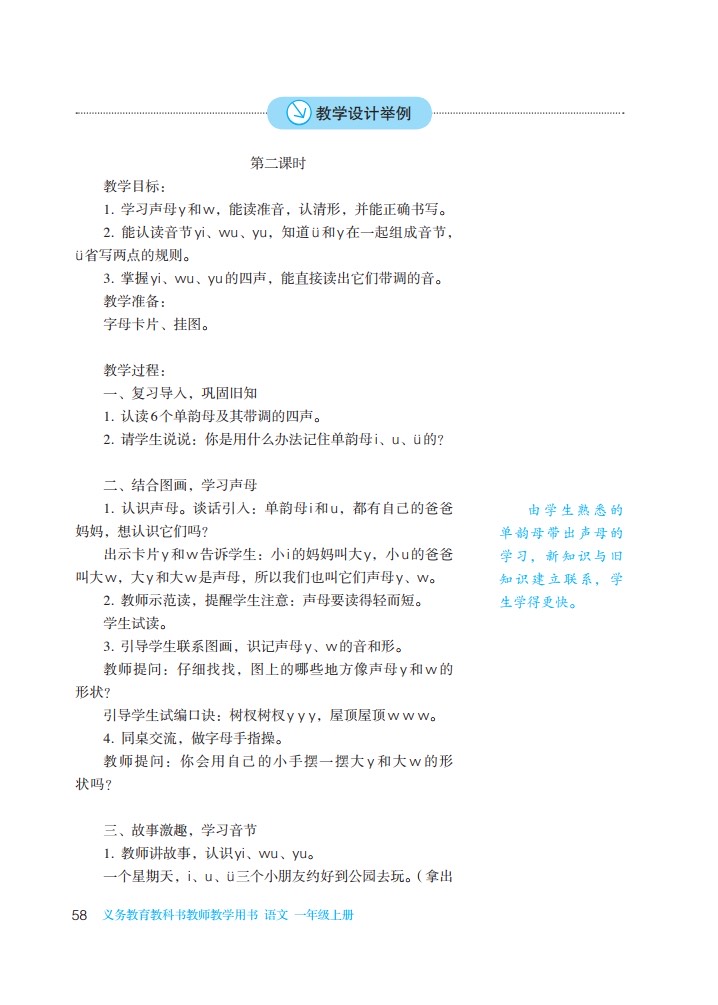 教学设计举例
第二课时
教学目标：
1. 学习声母y和w，能读准音，认清形，并能正确书写。
2. 能认读音节yi、wu、yu，知道ü和y在一起组成音节，
ü省写两点的规则。
3. 掌握yi、wu、yu的四声，能直接读出它们带调的音。
教学准备：
字母卡片、挂图。
教学过程：
一、复习导入，巩固旧知
1. 认读6个单韵母及其带调的四声。
2. 请学生说说：你是用什么办法记住单韵母i、u、ü的？
二、结合图画，学习声母
1. 认识声母。谈话引入：单韵母i和u，都有自己的爸爸
妈妈，想认识它们吗？
出示卡片y和w告诉学生：小i的妈妈叫大y，小u的爸爸
叫大w，大y和大w是声母，所以我们也叫它们声母y、w。
2. 教师示范读，提醒学生注意：声母要读得轻而短。
学生试读。
3. 引导学生联系图画，识记声母y、w的音和形。
教师提问：仔细找找，图上的哪些地方像声母y和w的
形状？
引导学生试编口诀：树杈树杈y y y，屋顶屋顶w w w。
4. 同桌交流，做字母手指操。
教师提问：你会用自己的小手摆一摆大y和大w的形
状吗？
三、故事激趣，学习音节
1. 教师讲故事，认识yi、wu、yu。
一个星期天，i、u、ü三个小朋友约好到公园去玩。（拿出
由学生熟悉的
单韵母带出声母的
学习，新知识与旧
知识建立联系，学
生学得更快。
58 义务教育教科书教师教学用书 语文 一年级上册